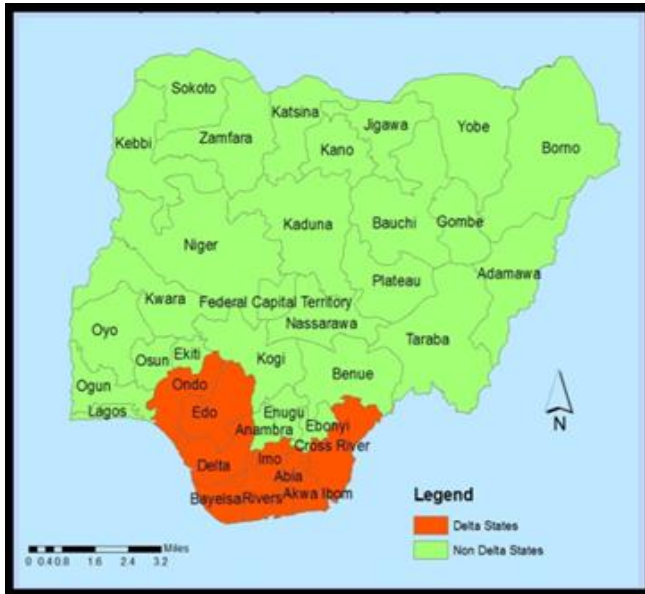 Sokoto
Katsina
Jigawa
Yobe
Kebbi
Zamfara
Kano
Borno
Kaduna
Bauchi
Gombe
Niger
Plateau
Adamawa
Kwara
Federal Capital Territory
Nassarawa
Oyo
Taraba
Osun
Ekiti
Kogi
Benue
Ogun
Ondo
Lagos
Edo
Enugu
Anambra
Ebonyi
Cross River
Delta
Imo
Abia
Bayelsa
Rivers
Akwa Ibom
N
Legend
Delta States
Non Delta States
Miles
0 0.40.8 1.6 2.4 3.2